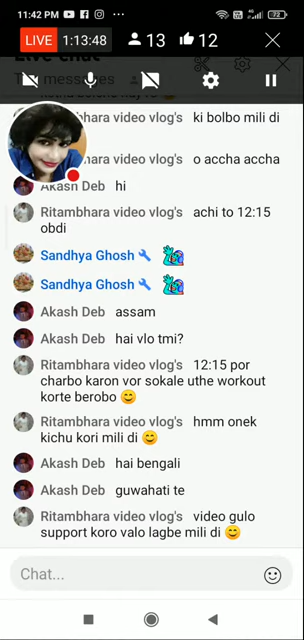 11:42 PM
72
LIVE 1:13:48 13 12
Live chat
messages
bhara video vlog's ki bolbo mili di
bhara video vlog's o accha accha
Akash Deb hi
Ritambhara video vlog's achi to 12:15
obdi
Sandhya Ghosh
Sandhya Ghosh
Akash Deb assam
Akash Deb hai vlo tmi?
Ritambhara video vlog's 12:15 por
charbo karon vor sokale uthe workout
korte berobo 😊
Ritambhara video vlog's hmm onek
kichu kori mili di 😊
Akash Deb hai bengali
Akash Deb guwahati te
Ritambhara video vlog's video gulo
support koro valo lagbe mili di 😊
Chat...